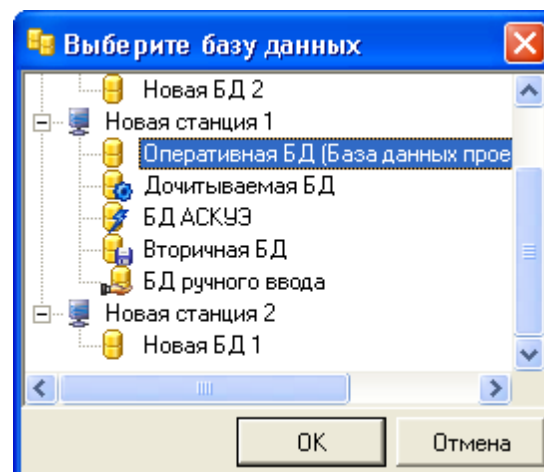 Выберите базу данных
Новая БД 2
Новая станция 1
Оперативная БД (База данных прое
Дочитываемая БД
БД АСКУЭ
Вторичная БД
БД ручного ввода
Новая станция 2
Новая БД 1
ОК
Отмена